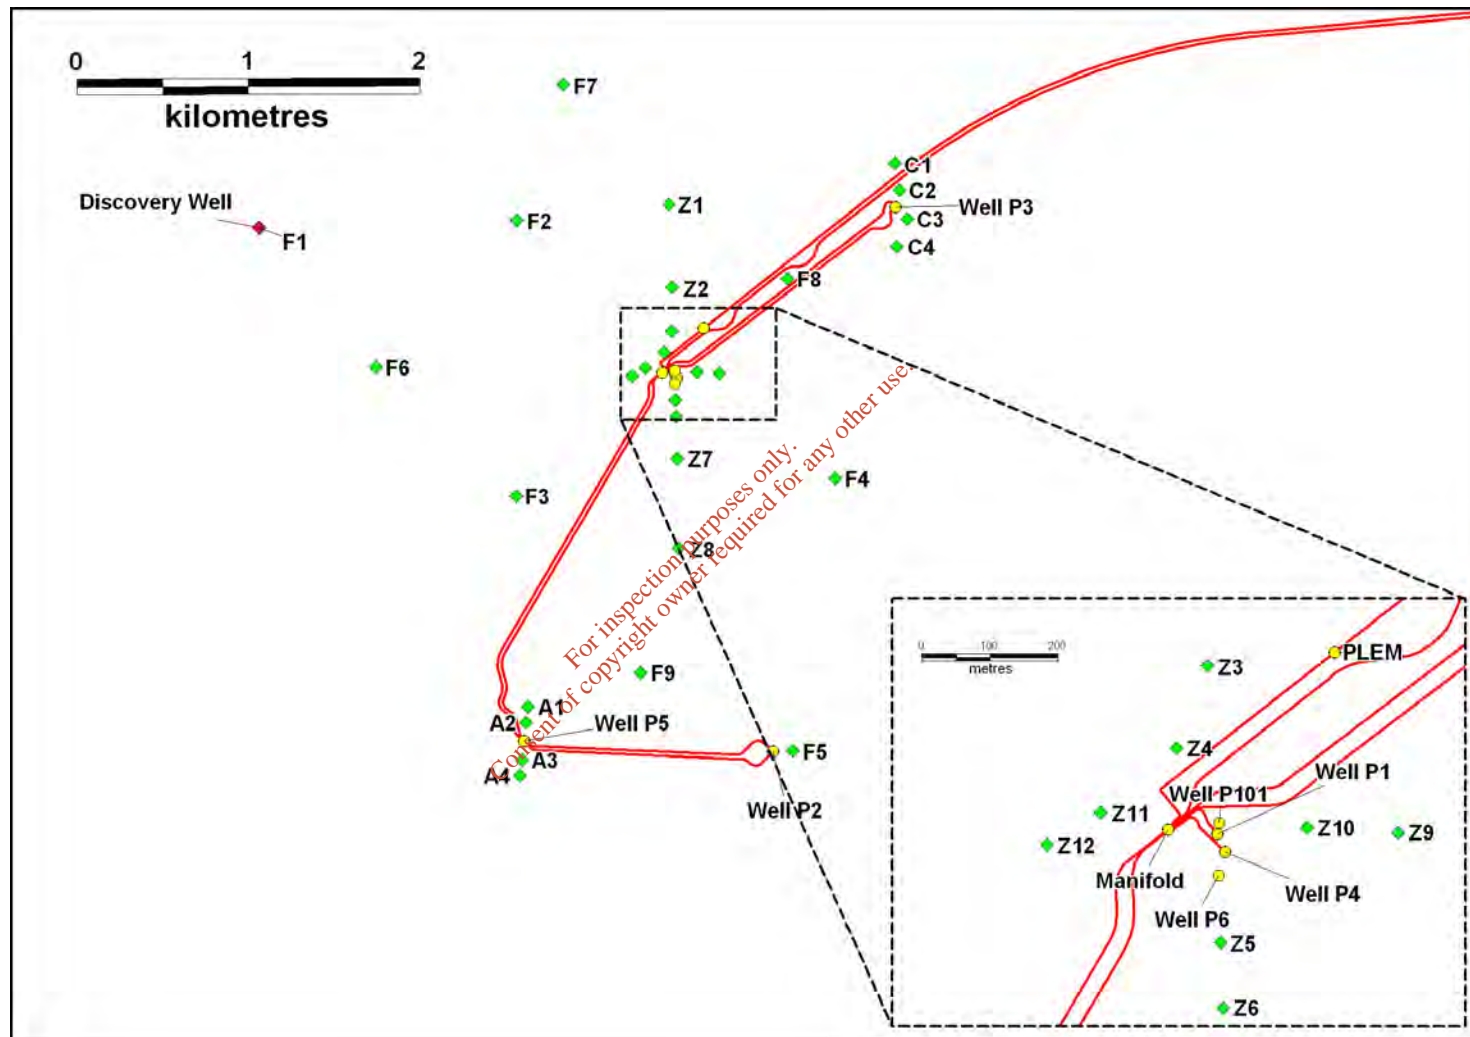 0 1 2
kilometres
F7
C1
C2
Discovery Well
Z1
Well P3
F2
C3
F1
C4
F8
Z2
F6
Z7
F4
F3
Z8
For inspection purposes only.
Consent of copyright owner required for any other use.
F9
A1
A2
Well P5
A3
F5
A4
Well P2
0 100 200
metres
PLEM
Z3
Z4
Well P1
Well P101
Z11
Z10
Z9
Z12
Manifold
Well P4
Well P6
Z5
Z6